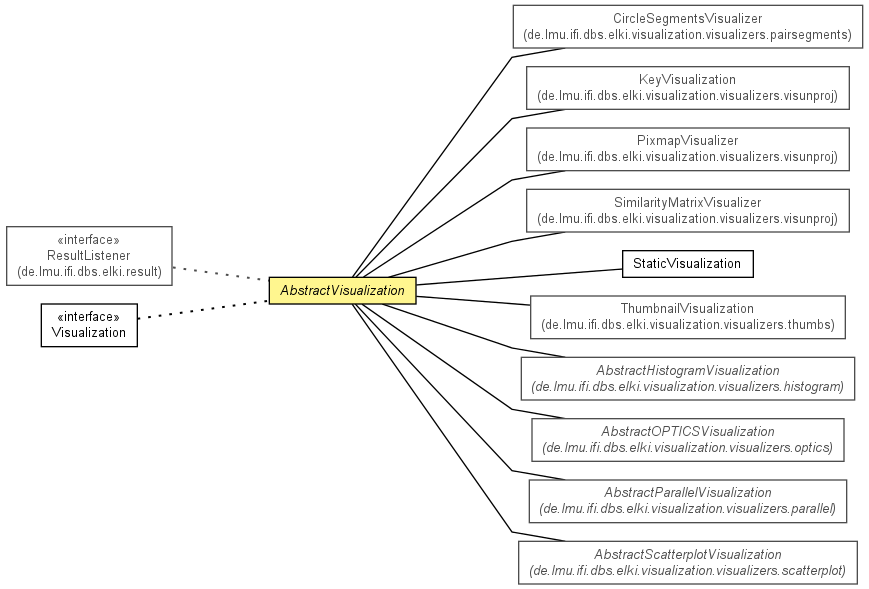 CircleSegmentsVisualizer
(de.lmu.ifi.dbs.elki.visualization.visualizers.pairsegments)
KeyVisualization
(de.lmu.ifi.dbs.elki.visualization.visualizers.visunproj)
PixmapVisualizer
(de.lmu.ifi.dbs.elki.visualization.visualizers.visunproj)
SimilarityMatrixVisualizer
(de.lmu.ifi.dbs.elki.visualization.visualizers.visunproj)
«interface»
ResultListener
(de.lmu.ifi.dbs.elki.result)
StaticVisualization
AbstractVisualization
«interface»
Visualization
ThumbnailVisualization
(de.lmu.ifi.dbs.elki.visualization.visualizers.thumbs)
AbstractHistogramVisualization
(de.lmu.ifi.dbs.elki.visualization.visualizers.histogram)
AbstractOPTICSVisualization
(de.lmu.ifi.dbs.elki.visualization.visualizers.optics)
AbstractParallelVisualization
(de.lmu.ifi.dbs.elki.visualization.visualizers.parallel)
AbstractScatterplotVisualization
(de.lmu.ifi.dbs.elki.visualization.visualizers.scatterplot)